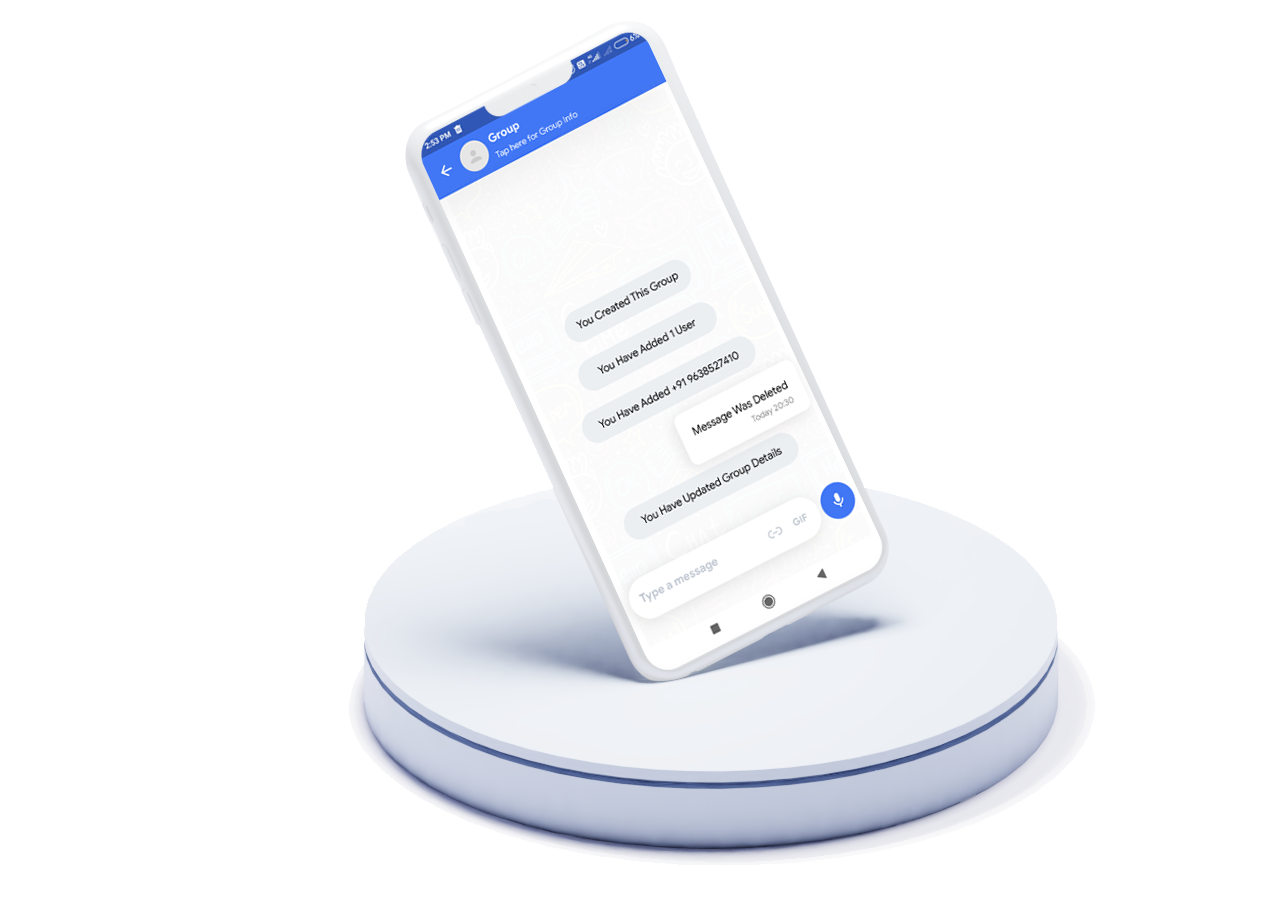 2:53 PM
Group
Tap here for Group info
You Created This Group
You Have Added 1 User
You Have Added +91 9638527410
Message Was Deleted
Today 20:30
You Have Updated Group Details
Type a message
GIF